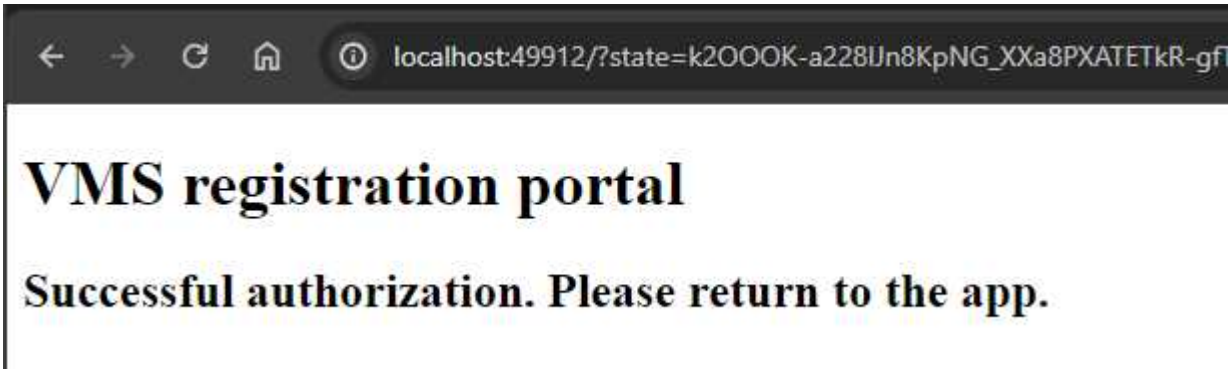 localhost:49912/?state=k2OOOK-a228IJn8KpNG_XXa8PXATETkR-gf
VMS registration portal
Successful authorization. Please return to the app.